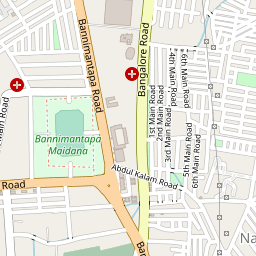 Bannimantapa Road
Bangalore Road
6th Main Road
4th Main Road
1st Main Road
2nd Main Road
3rd Main Road
5th Main Road
6th Main Road
Main Road
Bannimantapa
Maidana
Abdul Kalam Road
Road
Na
Ba